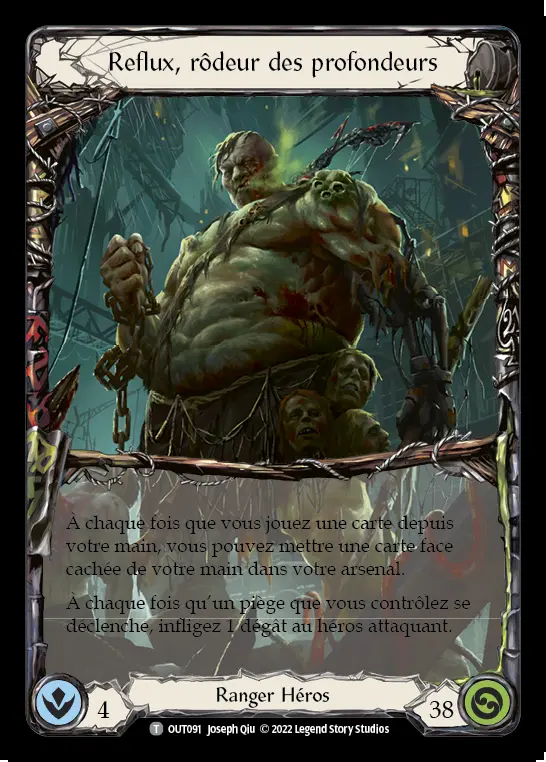 Reflux, rôdeur des profondeurs
À chaque fois que vous jouez une carte depuis
votre main, vous pouvez mettre une carte face
cachée de votre main dans votre arsenal.
À chaque fois qu’un piège que vous contrôlez se
déclenche, infligez 1 dégât au héros attaquant.
4
Ranger Héros
38
T OUT091 Joseph Qiu © 2022 Legend Story Studios